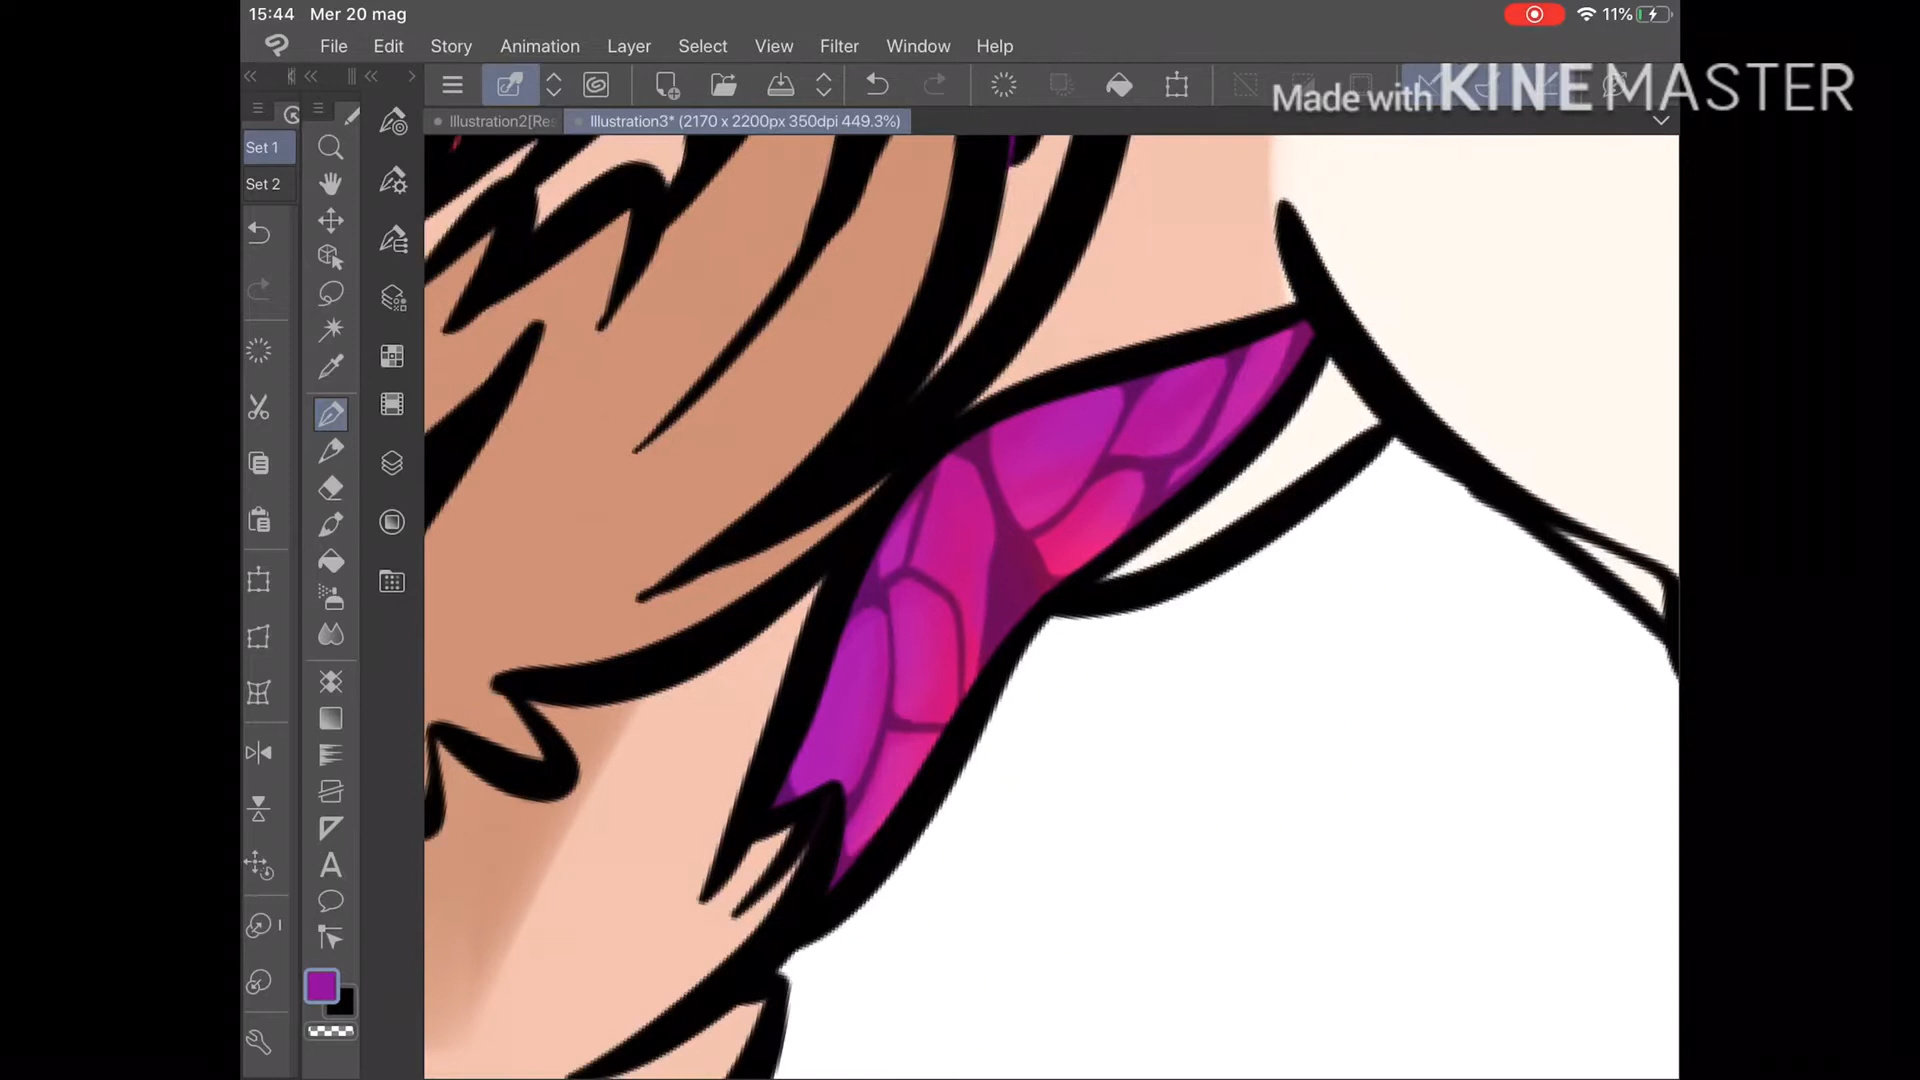 15:44 Mer 20 mag
11%
File Edit Story Animation Layer Select View Filter Window Help
Made with KINEMASTER
Illustration2[Res
Illustration3* (2170 x 2200px 350dpi 449.3%)
Set 1
Set 2